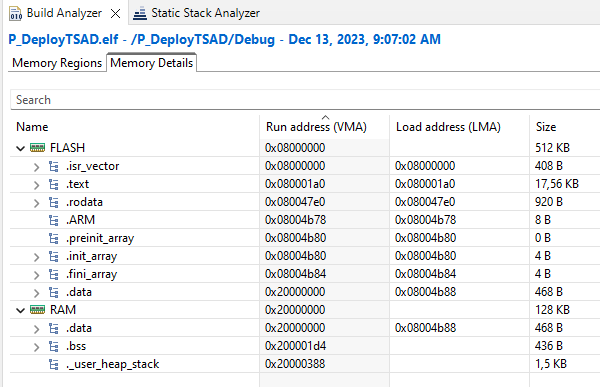 Build Analyzer Static Stack Analyzer
P_DeployTSAD.elf - /P_DeployTSAD/Debug - Dec 13, 2023, 9:07:02 AM
Memory Regions Memory Details
Search
Name Run address (VMA) Load address (LMA) Size
FLASH 0x08000000 512 KB
.isr_vector 0x08000000 0x08000000 408 B
.text 0x080001a0 0x080001a0 17,56 KB
.rodata 0x080047e0 0x080047e0 920 B
.ARM 0x08004b78 0x08004b78 8 B
.preinit_array 0x08004b80 0x08004b80 0 B
.init_array 0x08004b80 0x08004b80 4 B
.fini_array 0x08004b84 0x08004b84 4 B
.data 0x20000000 0x08004b88 468 B
RAM 0x20000000 128 KB
.data 0x20000000 0x08004b88 468 B
.bss 0x200001d4 436 B
._user_heap_stack 0x20000388 1,5 KB